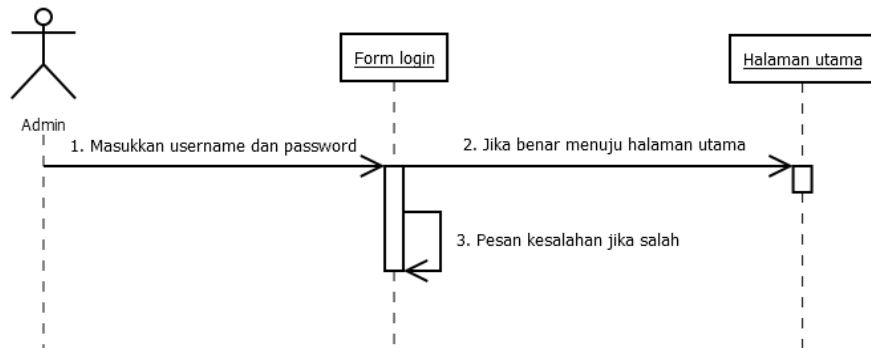 Form login
Halaman utama
Admin
1. Masukkan username dan password
2. Jika benar menuju halaman utama
3. Pesan kesalahan jika salah